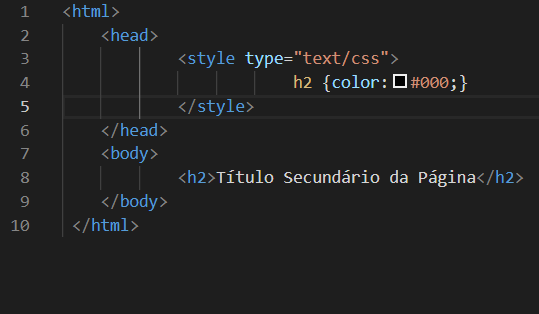 1 <html>
2 <head>
3 <style type="text/css">
4 h2 {color:#000;}
5 </style>
6 </head>
7 <body>
8 <h2>Título Secundário da Página</h2>
9 </body>
10 </html>